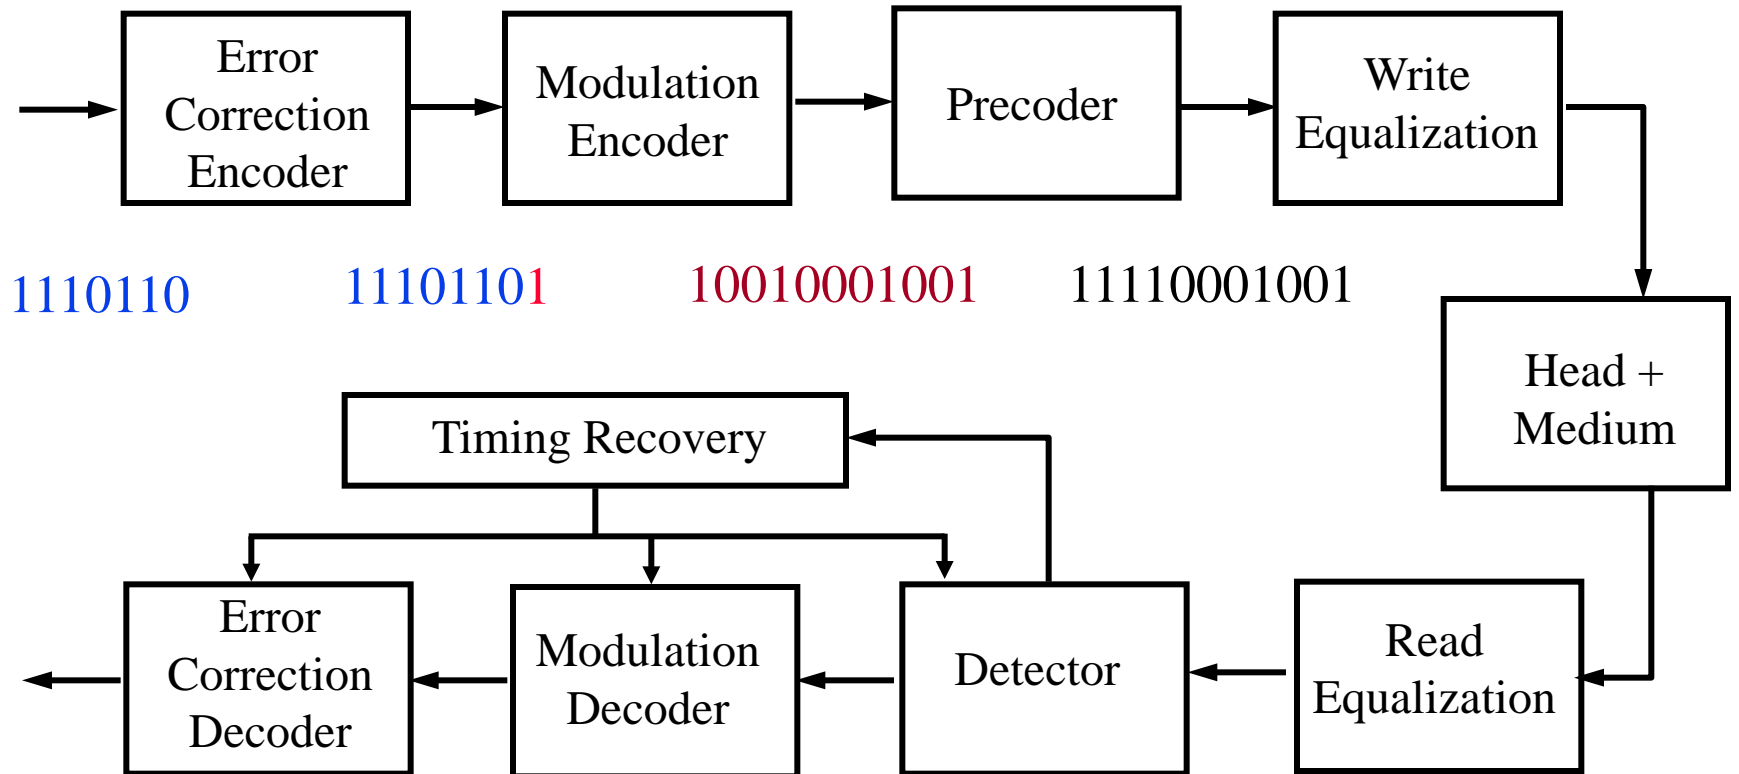 Error
Correction
Encoder
Modulation
Encoder
Precoder
Write
Equalization
1110110
11101101
10010001001
11110001001
Head +
Medium
Timing Recovery
Error
Correction
Decoder
Modulation
Decoder
Detector
Read
Equalization